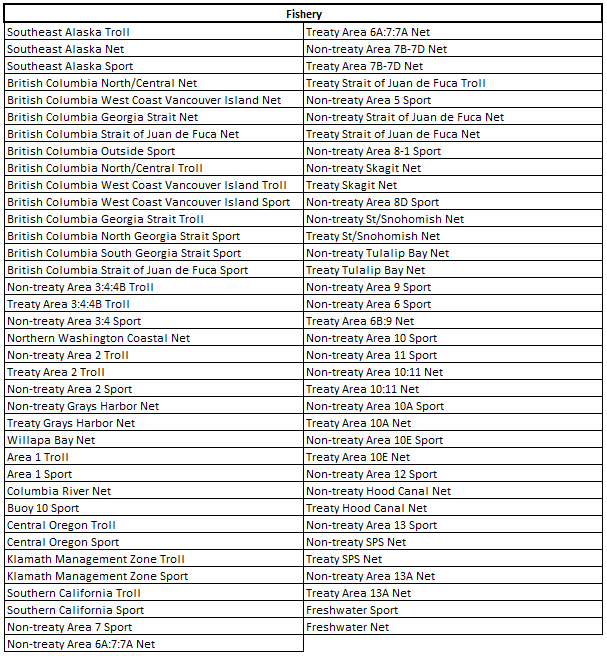 Fishery
Southeast Alaska Troll
Southeast Alaska Net
Southeast Alaska Sport
British Columbia North/Central Net
British Columbia West Coast Vancouver Island Net
British Columbia Georgia Strait Net
British Columbia Strait of Juan de Fuca Net
British Columbia Outside Sport
British Columbia North/Central Troll
British Columbia West Coast Vancouver Island Troll
British Columbia West Coast Vancouver Island Sport
British Columbia Georgia Strait Troll
British Columbia North Georgia Strait Sport
British Columbia South Georgia Strait Sport
British Columbia Strait of Juan de Fuca Sport
Non-treaty Area 3:4:4B Troll
Treaty Area 3:4:4B Troll
Non-treaty Area 3:4 Sport
Northern Washington Coastal Net
Non-treaty Area 2 Troll
Treaty Area 2 Troll
Non-treaty Area 2 Sport
Non-treaty Grays Harbor Net
Treaty Grays Harbor Net
Willapa Bay Net
Area 1 Troll
Area 1 Sport
Columbia River Net
Buoy 10 Sport
Central Oregon Troll
Central Oregon Sport
Klamath Management Zone Troll
Klamath Management Zone Sport
Southern California Troll
Southern California Sport
Non-treaty Area 7 Sport
Non-treaty Area 6A:7:7A Net
Treaty Area 6A:7:7A Net
Non-treaty Area 7B-7D Net
Treaty Area 7B-7D Net
Treaty Strait of Juan de Fuca Troll
Non-treaty Area 5 Sport
Non-treaty Strait of Juan de Fuca Net
Treaty Strait of Juan de Fuca Net
Non-treaty Area 8-1 Sport
Non-treaty Skagit Net
Treaty Skagit Net
Non-treaty Area 8D Sport
Non-treaty St/Snohomish Net
Treaty St/Snohomish Net
Non-treaty Tulalip Bay Net
Treaty Tulalip Bay Net
Non-treaty Area 9 Sport
Non-treaty Area 6 Sport
Treaty Area 6B:9 Net
Non-treaty Area 10 Sport
Non-treaty Area 11 Sport
Non-treaty Area 10:11 Net
Treaty Area 10:11 Net
Non-treaty Area 10A Sport
Treaty Area 10A Net
Non-treaty Area 10E Sport
Treaty Area 10E Net
Non-treaty Area 12 Sport
Non-treaty Hood Canal Net
Treaty Hood Canal Net
Non-treaty Area 13 Sport
Non-treaty SPS Net
Treaty SPS Net
Non-treaty Area 13A Net
Treaty Area 13A Net
Freshwater Sport
Freshwater Net